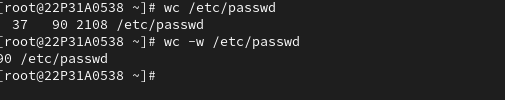 [root@22P31A0538 ~]# wc /etc/passwd
 37   90 2108 /etc/passwd
[root@22P31A0538 ~]# wc -w /etc/passwd
90 /etc/passwd
[root@22P31A0538 ~]#